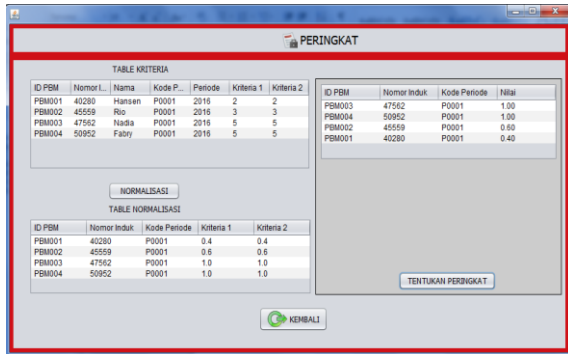 PERINGKAT
TABLE KRITERIA
ID PBM Nomor I... Nama Kode P... Periode Kriteria 1 Kriteria 2
PBM001 40280 Hansen P0001 2016 2 2
PBM002 45559 Rio P0001 2016 3 3
PBM003 47562 Nadia P0001 2016 5 5
PBM004 50952 Fabry P0001 2016 5 5
NORMALISASI
TABLE NORMALISASI
ID PBM Nomor Induk Kode Periode Kriteria 1 Kriteria 2
PBM001 40280 P0001 0.4 0.4
PBM002 45559 P0001 0.6 0.6
PBM003 47562 P0001 1.0 1.0
PBM004 50952 P0001 1.0 1.0
ID PBM Nomor Induk Kode Periode Nilai
PBM003 47562 P0001 1.00
PBM004 50952 P0001 1.00
PBM002 45559 P0001 0.60
PBM001 40280 P0001 0.40
TENTUKAN PERINGKAT
KEMBALI